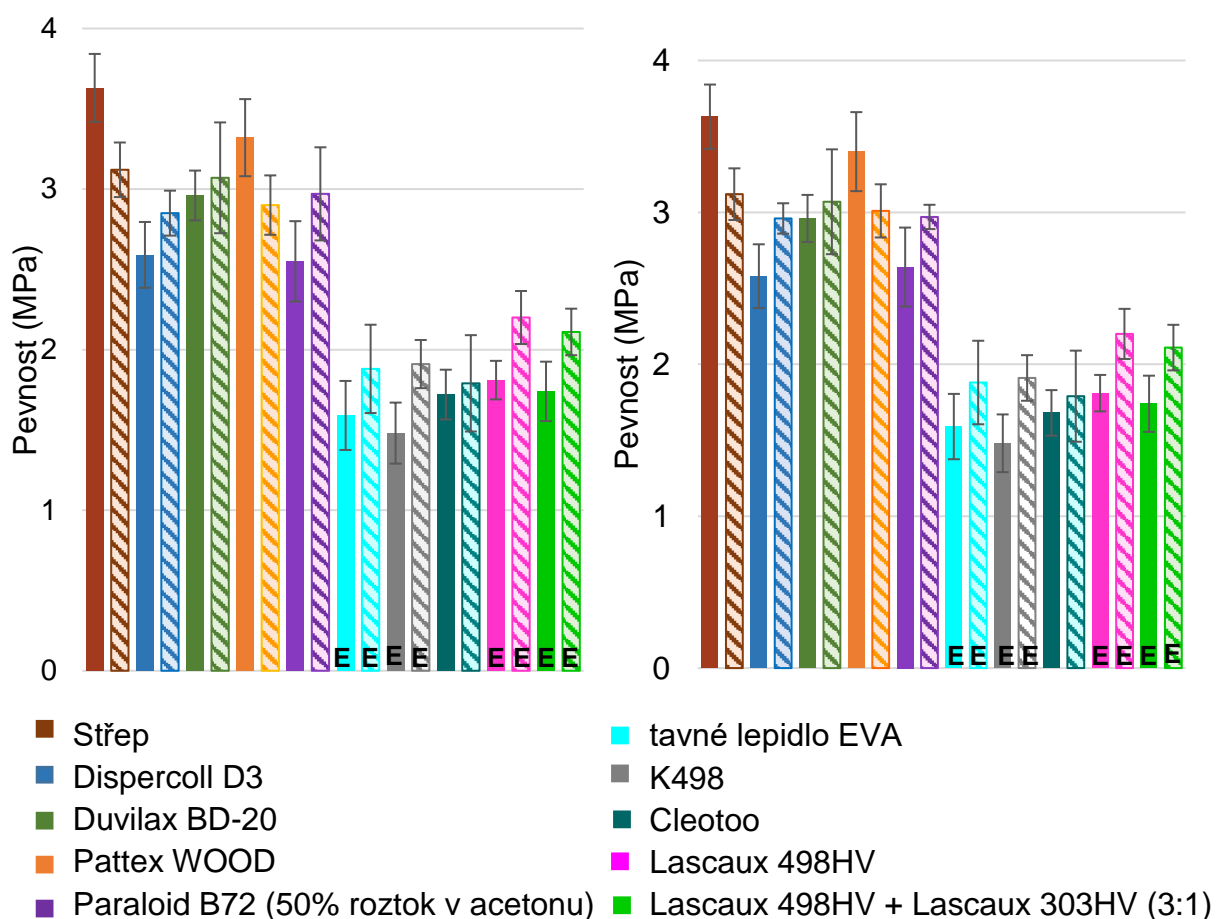 4
3
2
1
0
Pevnost (MPa)
E E E E E E E E
4
3
2
1
0
Pevnost (MPa)
E E E E E E E E
Střep
Dispercoll D3
Duvilax BD-20
Pattex WOOD
Paraloid B72 (50% roztok v acetonu)
tavné lepidlo EVA
K498
Cleotoo
Lascaux 498HV
Lascaux 498HV + Lascaux 303HV (3:1)